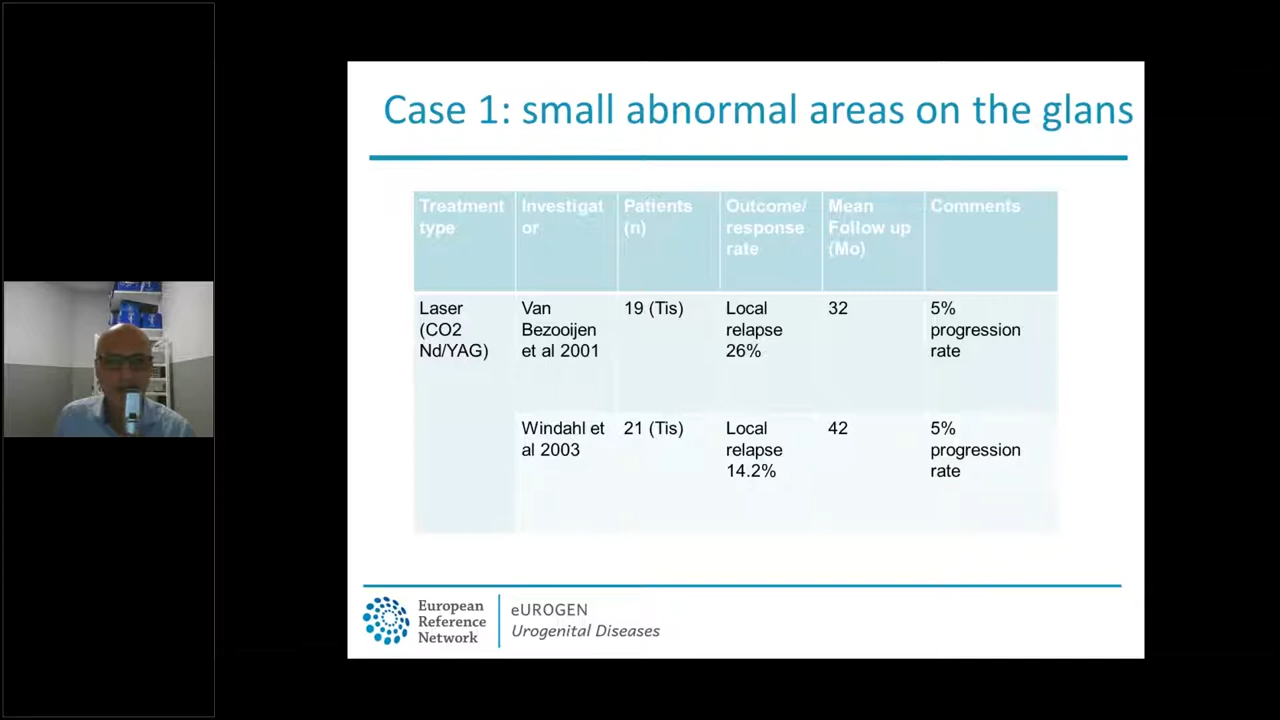 Case 1: small abnormal areas on the glans
Treatment type
Investigat or
Patients (n)
Outcome/ response rate
Mean Follow up (Mo)
Comments
Laser (CO2 Nd/YAG)
Van Bezooijen et al 2001
19 (Tis)
Local relapse 26%
32
5% progression rate
Windahl et al 2003
21 (Tis)
Local relapse 14.2%
42
5% progression rate
European
Reference
Network
eUROGEN
Urogenital Diseases